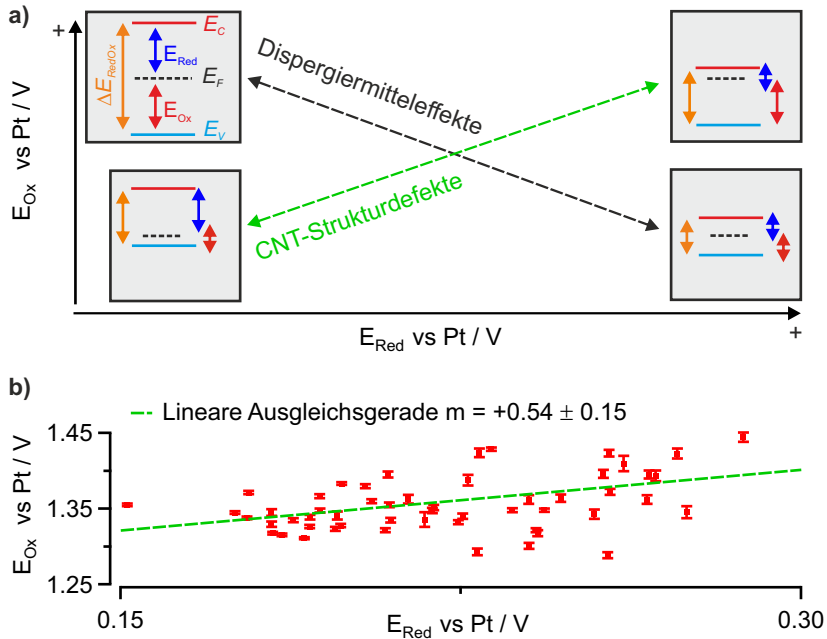 a)
+
E_Ox vs Pt / V
E_C
E_Red
E_F
ΔE_RedOx
E_Ox
E_V
Dispergiermitteleffekte
CNT-Strukturdefekte
E_Red vs Pt / V
+
b)
Lineare Ausgleichsgerade m = +0.54 ± 0.15
E_Ox vs Pt / V
1.45
1.35
1.25
0.15
E_Red vs Pt / V
0.30